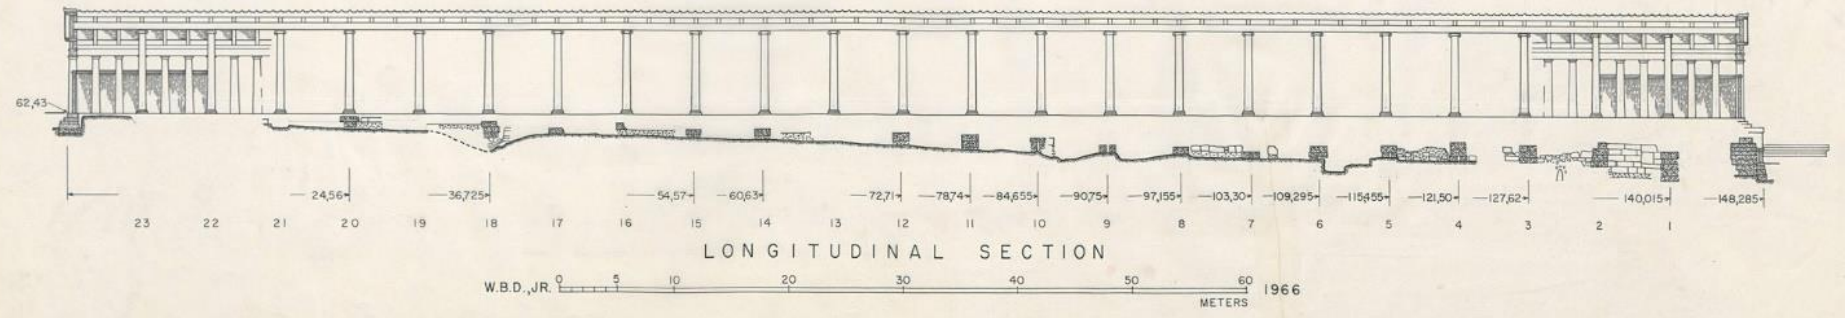 62,43
24,56 36,725 54,57 60,63 72,71 78,74 84,655 90,75 97,155 103,30 109,295 115,455 121,50 127,62 140,015 148,285
23 22 21 20 19 18 17 16 15 14 13 12 11 10 9 8 7 6 5 4 3 2 1
LONGITUDINAL SECTION
W.B.D.,JR. 0 5 10 20 30 40 50 60 1966
METERS